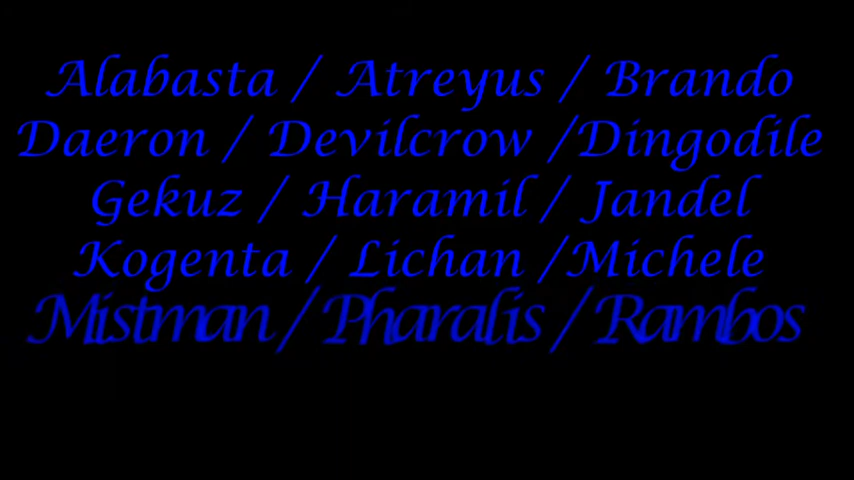 Alabasta / Atreyus / Brando
Daeron / Devilcrow /Dingodile
Gekuz / Haramil / Jandel
Kogenta / Lichan /Michele
Mistman / Pharalis / Rambos